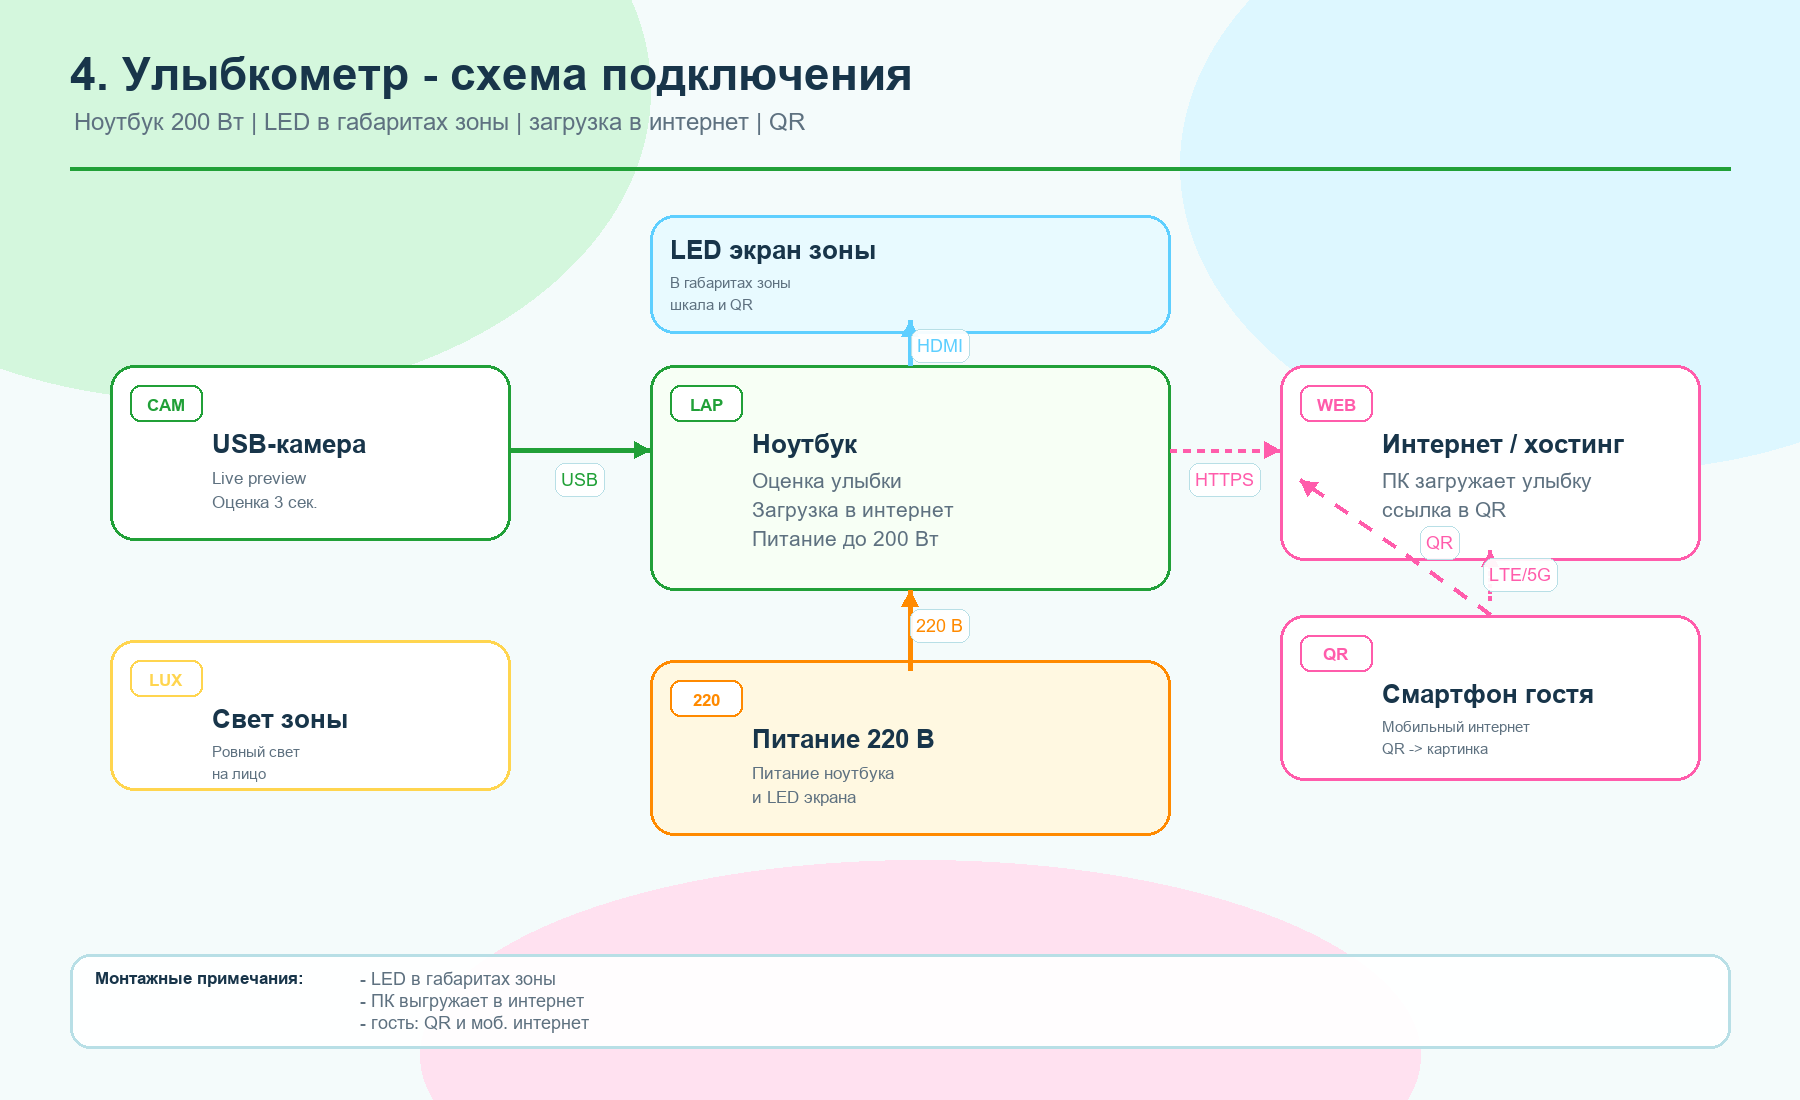 4. Улыбкометр - схема подключения
Ноутбук 200 Вт | LED в габаритах зоны | загрузка в интернет | QR
LED экран зоны
В габаритах зоны
шкала и QR
HDMI
CAM
USB-камера
Live preview
Оценка 3 сек.
USB
LAP
Ноутбук
Оценка улыбки
Загрузка в интернет
Питание до 200 Вт
HTTPS
WEB
Интернет / хостинг
ПК загружает улыбку
ссылка в QR
QR
LTE/5G
220 В
LUX
Свет зоны
Ровный свет
на лицо
220
Питание 220 В
Питание ноутбука
и LED экрана
QR
Смартфон гостя
Мобильный интернет
QR -> картинка
Монтажные примечания:
- LED в габаритах зоны
- ПК выгружает в интернет
- гость: QR и моб. интернет